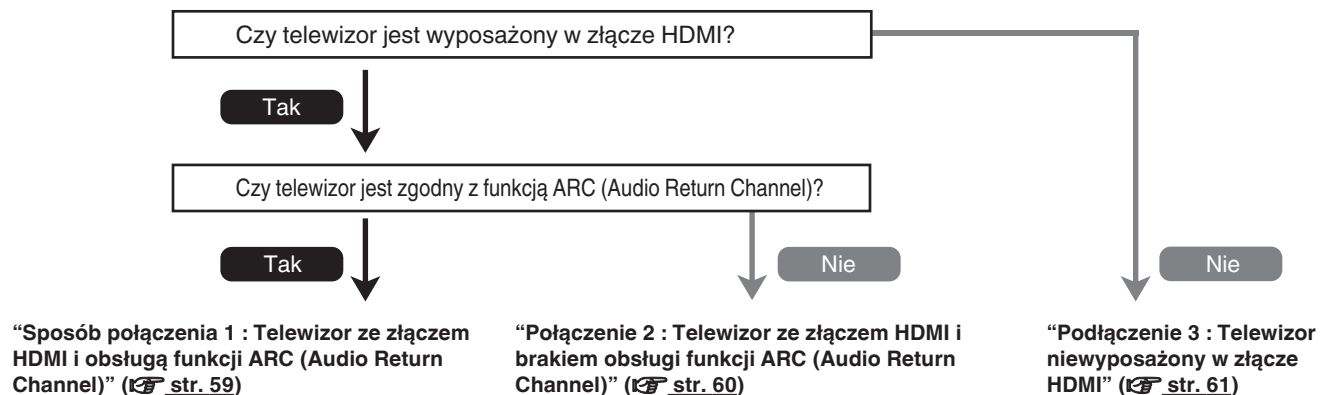 Czy telewizor jest wyposażony w złącze HDMI?
Tak
Czy telewizor jest zgodny z funkcją ARC (Audio Return Channel)?
Tak
Nie
Nie
“Sposób połączenia 1 : Telewizor ze złączem
HDMI i obsługą funkcji ARC (Audio Return
Channel)” (☞ str. 59)
“Połączenie 2 : Telewizor ze złączem HDMI i
brakiem obsługi funkcji ARC (Audio Return
Channel)” (☞ str. 60)
“Podłączenie 3 : Telewizor
niewyposażony w złącze
HDMI” (☞ str. 61)